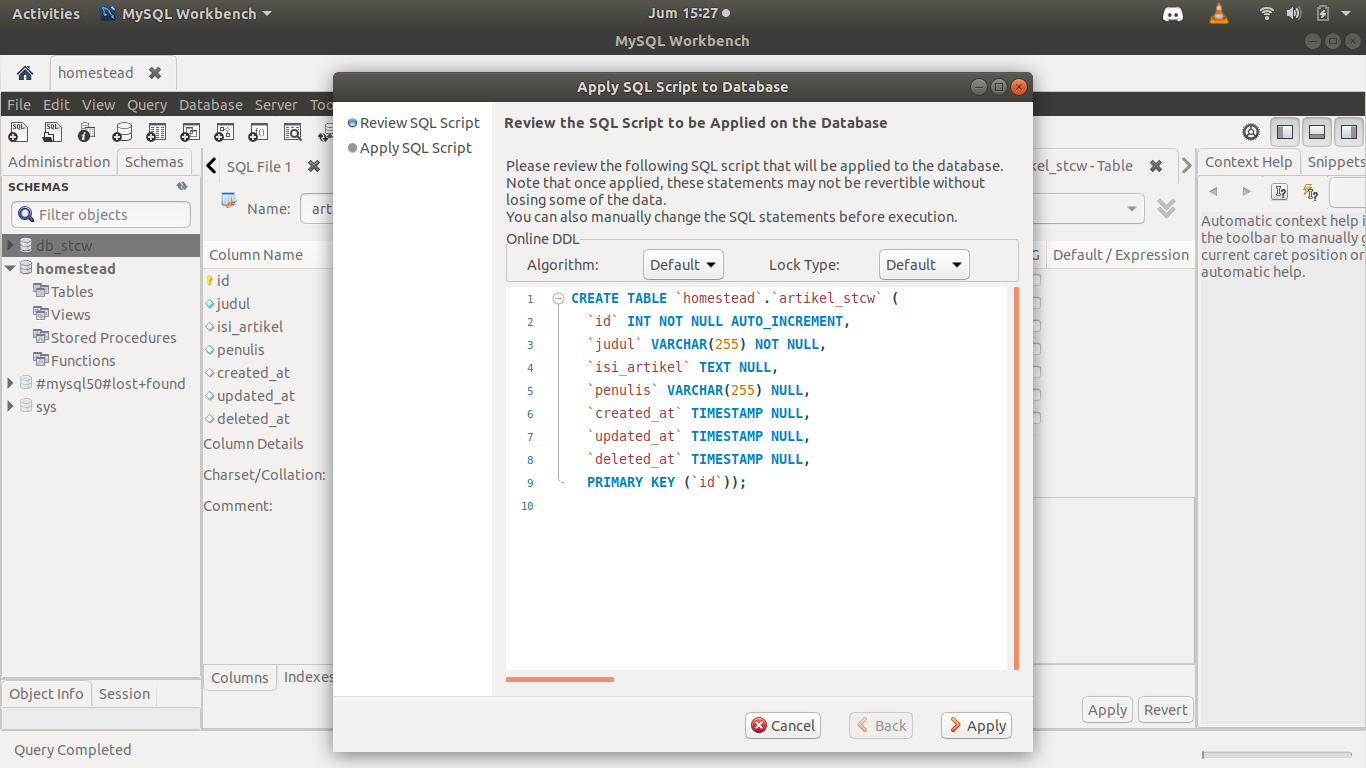 Activities MySQL Workbench Jum 15:27
MySQL Workbench
homestead
File Edit View Query Database Server Too
Administration Schemas
SCHEMAS
Filter objects
db_stcw
homestead
Tables
Views
Stored Procedures
Functions
#mysql50#lost+found
sys
Object Info Session
Query Completed
SQL File 1
Name: art
Column Name
id
judul
isi_artikel
penulis
created_at
updated_at
deleted_at
Column Details
Charset/Collation:
Comment:
Columns Indexes
Apply SQL Script to Database
Review SQL Script
Apply SQL Script
Review the SQL Script to be Applied on the Database
Please review the following SQL script that will be applied to the database.
Note that once applied, these statements may not be revertible without
losing some of the data.
You can also manually change the SQL statements before execution.
Online DDL
Algorithm: Default Lock Type: Default
1 CREATE TABLE `homestead`.`artikel_stcw` (
2 `id` INT NOT NULL AUTO_INCREMENT,
3 `judul` VARCHAR(255) NOT NULL,
4 `isi_artikel` TEXT NULL,
5 `penulis` VARCHAR(255) NULL,
6 `created_at` TIMESTAMP NULL,
7 `updated_at` TIMESTAMP NULL,
8 `deleted_at` TIMESTAMP NULL,
9 PRIMARY KEY (`id`));
10
Cancel Back Apply
kel_stcw - Table
G Default / Expression
Apply Revert
Context Help Snippets
Automatic context help i
the toolbar to manually g
current caret position or
automatic help.